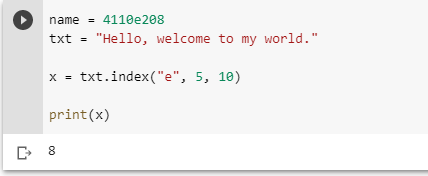 name = 4110e208
txt = "Hello, welcome to my world."
x = txt.index("e", 5, 10)
print(x)
8